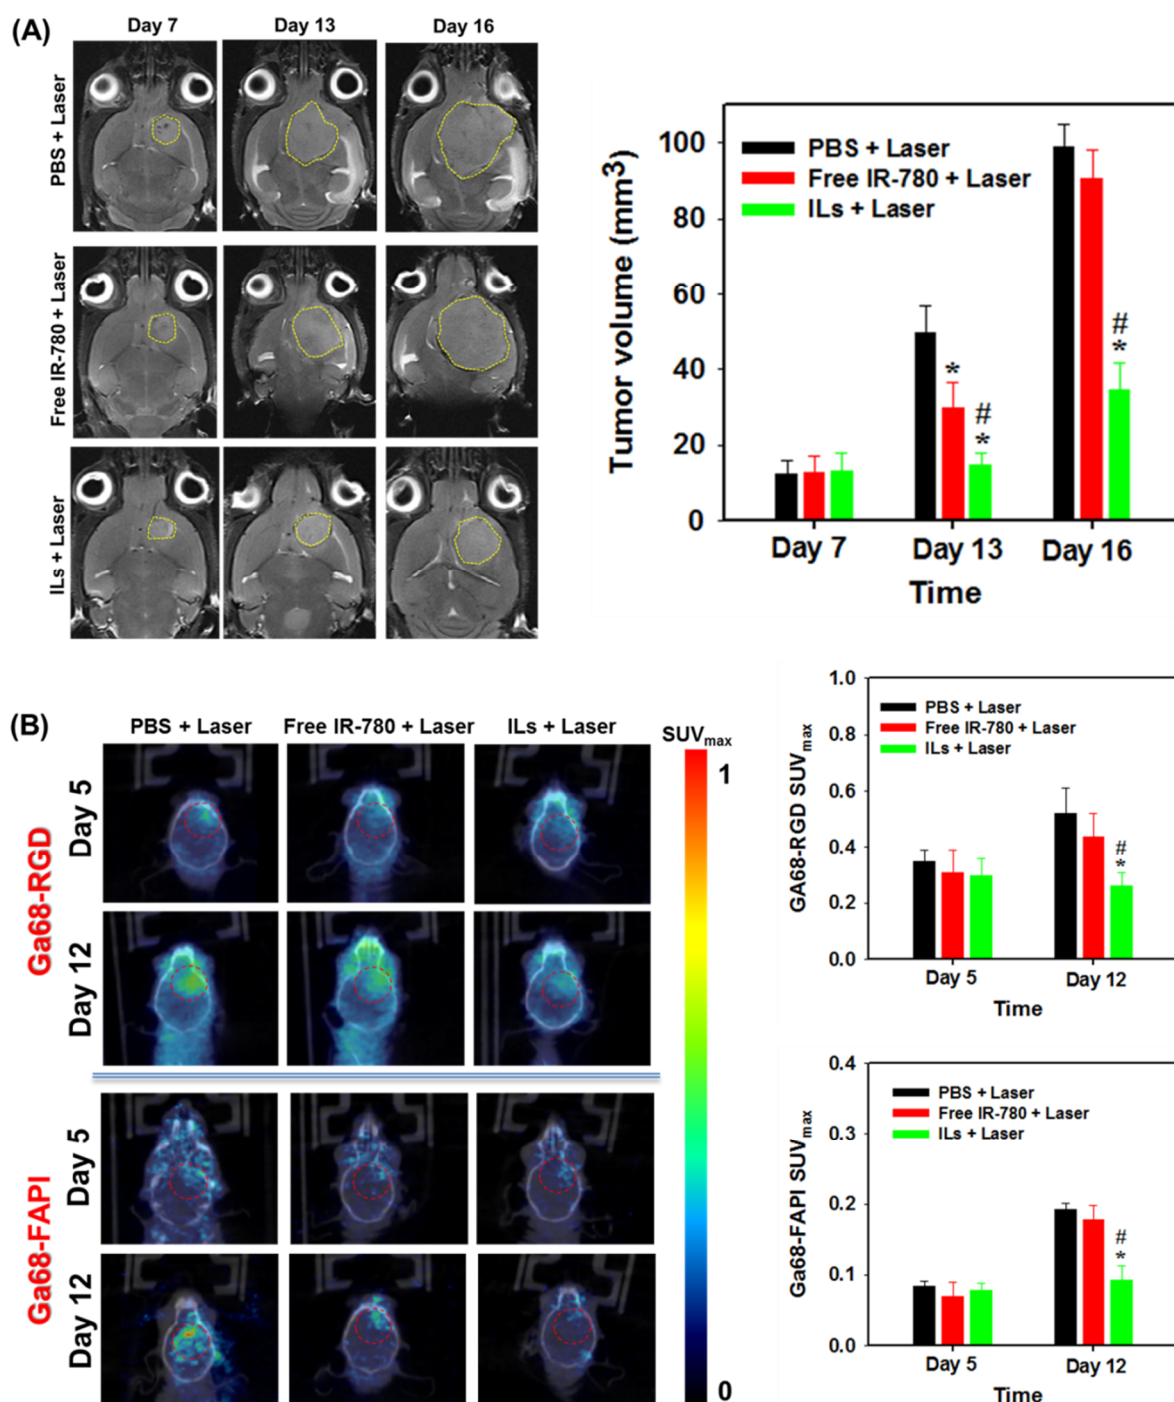 (A)
Day 7
Day 13
Day 16
PBS + Laser
Free IR-780 + Laser
ILs + Laser
Tumor volume (mm³)
100
80
60
40
20
0
PBS + Laser
Free IR-780 + Laser
ILs + Laser
*
#
*
#
*
Day 7
Day 13
Day 16
Time
(B)
PBS + Laser
Free IR-780 + Laser
ILs + Laser
SUVmax
1
0
Ga68-RGD
Day 5
Day 12
Ga68-FAPI
Day 5
Day 12
GA68-RGD SUVmax
1.0
0.8
0.6
0.4
0.2
0.0
PBS + Laser
Free IR-780 + Laser
ILs + Laser
#
*
Day 5
Day 12
Time
Ga68-FAPI SUVmax
0.4
0.3
0.2
0.1
0.0
PBS + Laser
Free IR-780 + Laser
ILs + Laser
#
*
Day 5
Day 12
Time